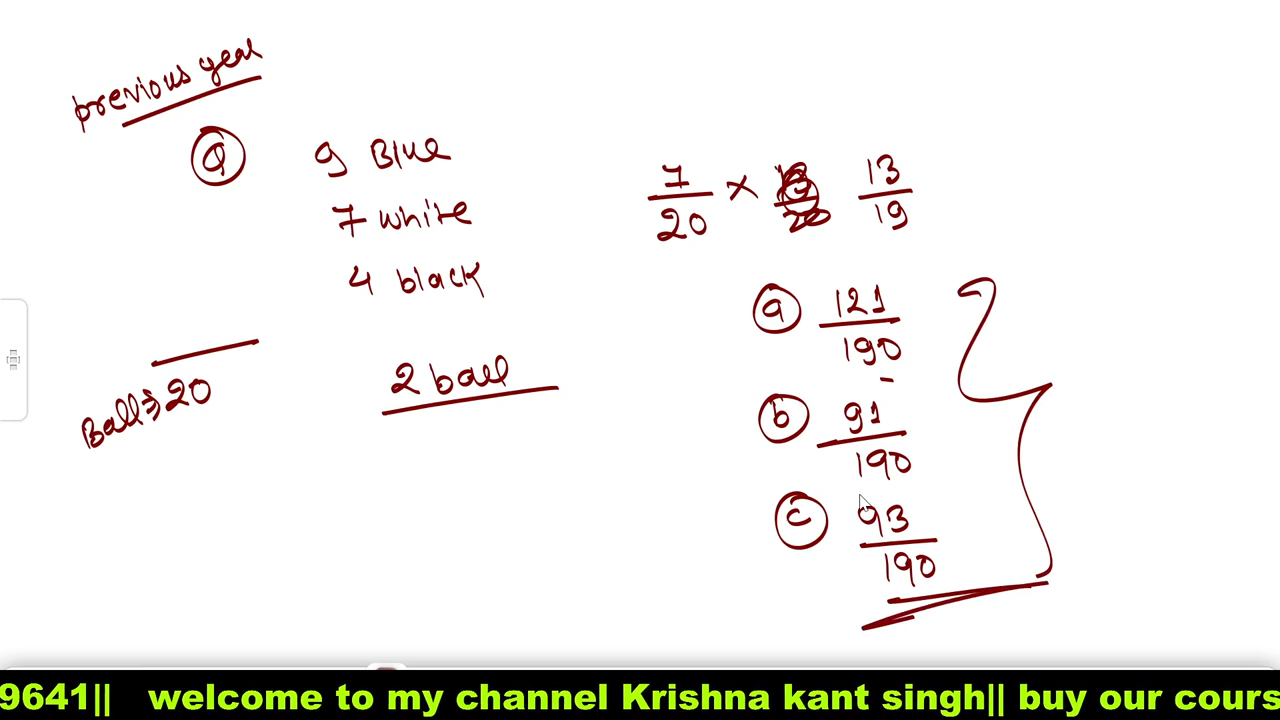 previous year
Q 9 Blue
7 white
4 black
Balls 20
2 ball
7/20 × 13/19
a 121/190
b 91/190
c 93/190
9641|| welcome to my channel Krishna kant singh|| buy our cours